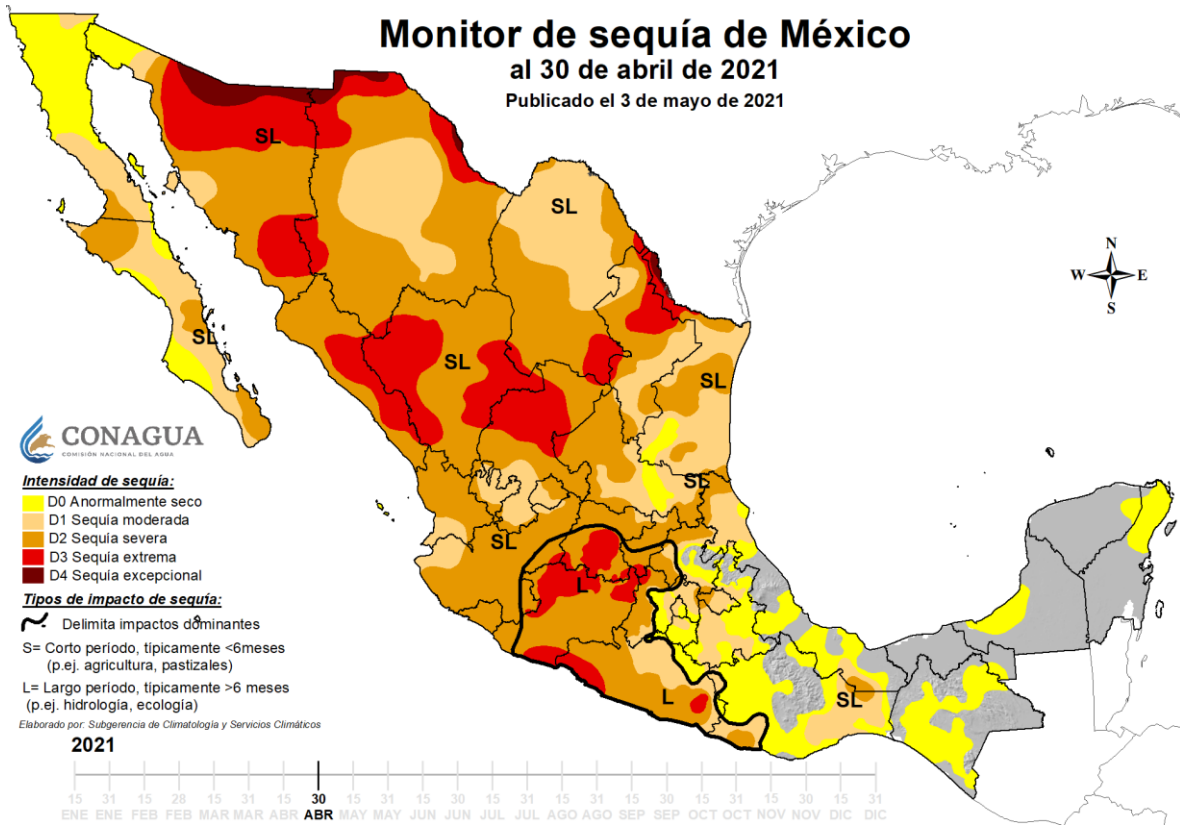 Monitor de sequía de México
al 30 de abril de 2021
Publicado el 3 de mayo de 2021
SL
SL
N
W E
S
SL
SL
SL
SL
SL
L
L
SL
CONAGUA
COMISIÓN NACIONAL DEL AGUA
Intensidad de sequía:
D0 Anormalmente seco
D1 Sequía moderada
D2 Sequía severa
D3 Sequía extrema
D4 Sequía excepcional
Tipos de impacto de sequía:
Delimita impactos dominantes
S= Corto período, típicamente <6meses
(p.ej. agricultura, pastizales)
L= Largo período, típicamente >6 meses
(p.ej. hidrología, ecología)
Elaborado por: Subgerencia de Climatología y Servicios Climáticos
2021
15 31 15 28 15 31 15 30 15 31 15 30 15 31 15 31 15 30 15 31 15 30 15 31
ENE ENE FEB FEB MAR MAR ABR ABR MAY MAY JUN JUN JUL JUL AGO AGO SEP SEP OCT OCT NOV NOV DIC DIC